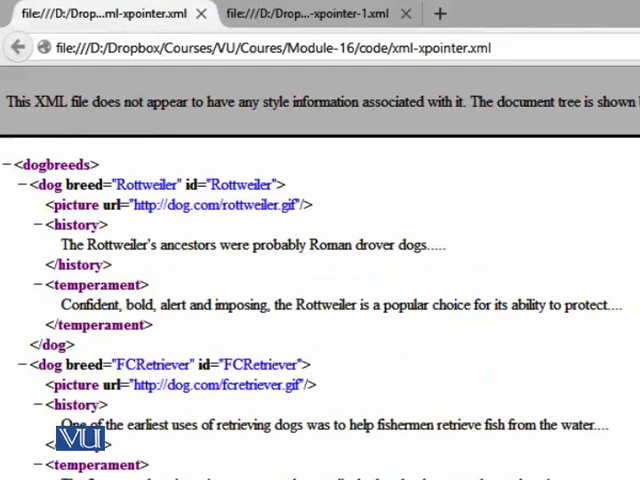 file:///D:/Drop...ml-xpointer.xml × file:///D:/Drop...-xpointer-1.xml × +
file:///D:/Dropbox/Courses/VU/Coures/Module-16/code/xml-xpointer.xml
This XML file does not appear to have any style information associated with it. The document tree is shown
−<dogbreeds>
−<dog breed="Rottweiler" id="Rottweiler">
<picture url="http://dog.com/rottweiler.gif"/>
−<history>
The Rottweiler's ancestors were probably Roman drover dogs.....
</history>
−<temperament>
Confident, bold, alert and imposing, the Rottweiler is a popular choice for its ability to protect....
</temperament>
</dog>
−<dog breed="FCRetriever" id="FCRetriever">
<picture url="http://dog.com/fcretriever.gif"/>
−<history>
One of the earliest uses of retrieving dogs was to help fishermen retrieve fish from the water....
VU
−<temperament>